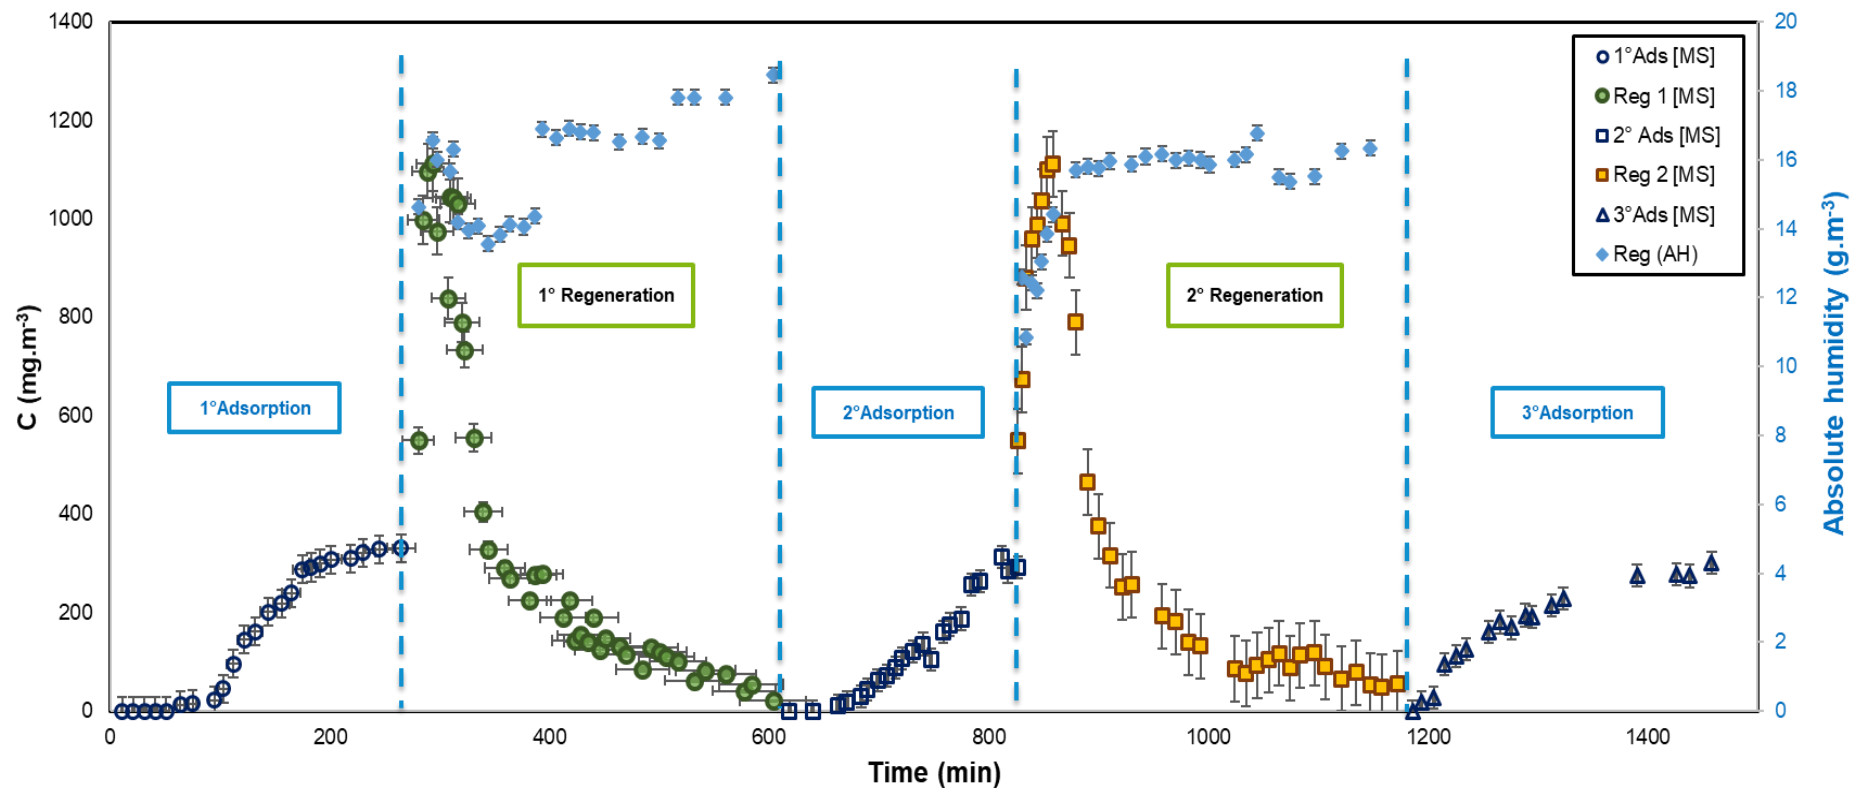 1400
1200
1000
800
600
400
200
0
C (mg.m⁻³)
0
200
400
600
800
1000
1200
1400
Time (min)
20
18
16
14
12
10
8
6
4
2
0
Absolute humidity (g.m⁻³)
1°Ads [MS]
Reg 1 [MS]
2° Ads [MS]
Reg 2 [MS]
3°Ads [MS]
Reg (AH)
1°Adsorption
1° Regeneration
2°Adsorption
2° Regeneration
3°Adsorption